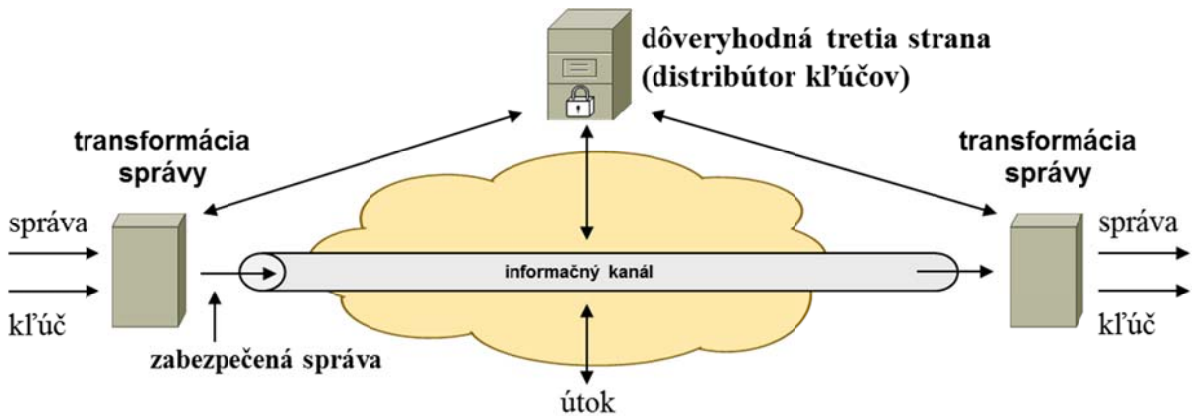 dôveryhodná tretia strana
(distribútor kľúčov)
transformácia
správy
transformácia
správy
správa
kľúč
informačný kanál
správa
kľúč
zabezpečená správa
útok